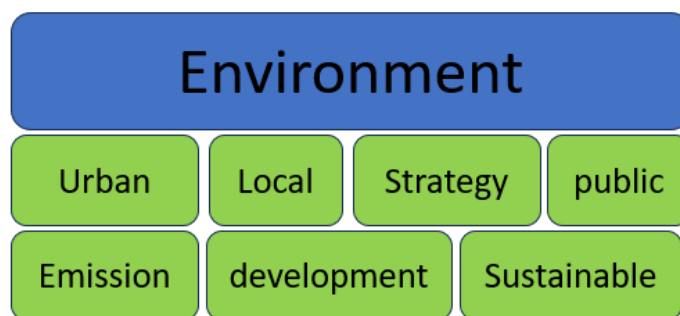 Environment
Urban Local Strategy public
Emission development Sustainable